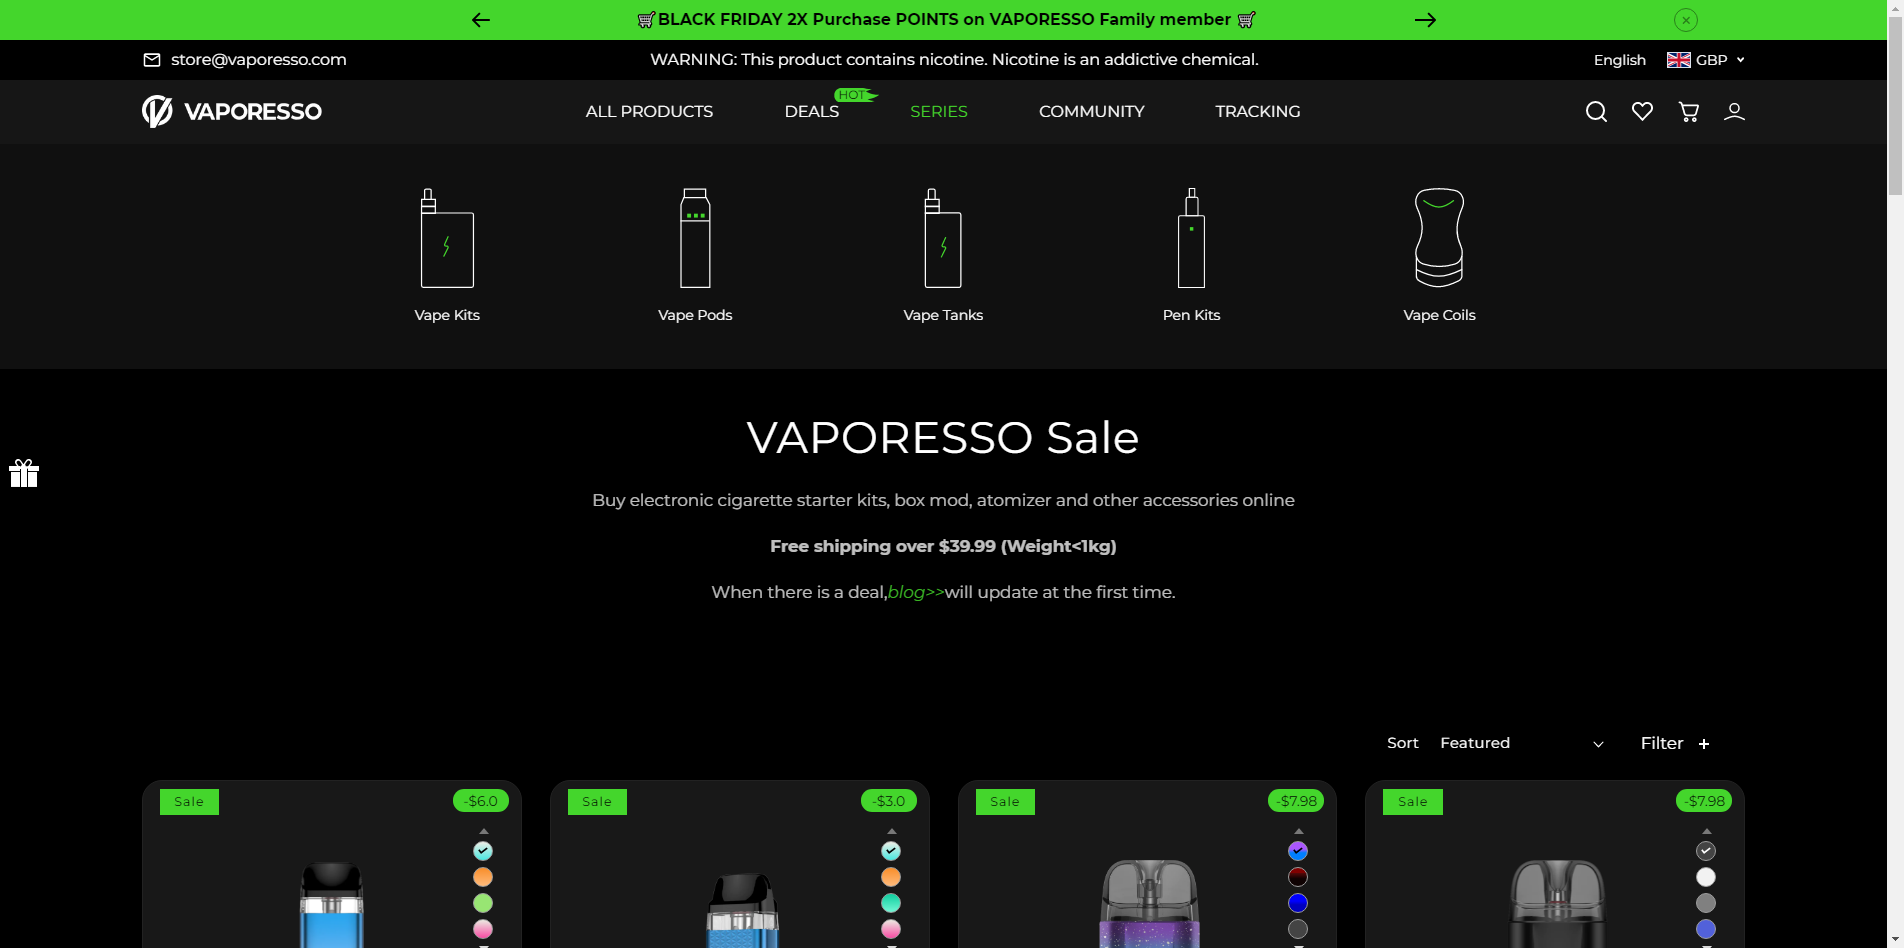 🛒BLACK FRIDAY 2X Purchase POINTS on VAPORESSO Family member 🛒
store@vaporesso.com
WARNING: This product contains nicotine. Nicotine is an addictive chemical.
English
GBP
VAPORESSO
ALL PRODUCTS
DEALS
HOT
SERIES
COMMUNITY
TRACKING
Vape Kits
Vape Pods
Vape Tanks
Pen Kits
Vape Coils
VAPORESSO Sale
Buy electronic cigarette starter kits, box mod, atomizer and other accessories online
Free shipping over $39.99 (Weight<1kg)
When there is a deal,blog>>will update at the first time.
Sort
Featured
Filter +
Sale
-$6.0
Sale
-$3.0
Sale
-$7.98
Sale
-$7.98